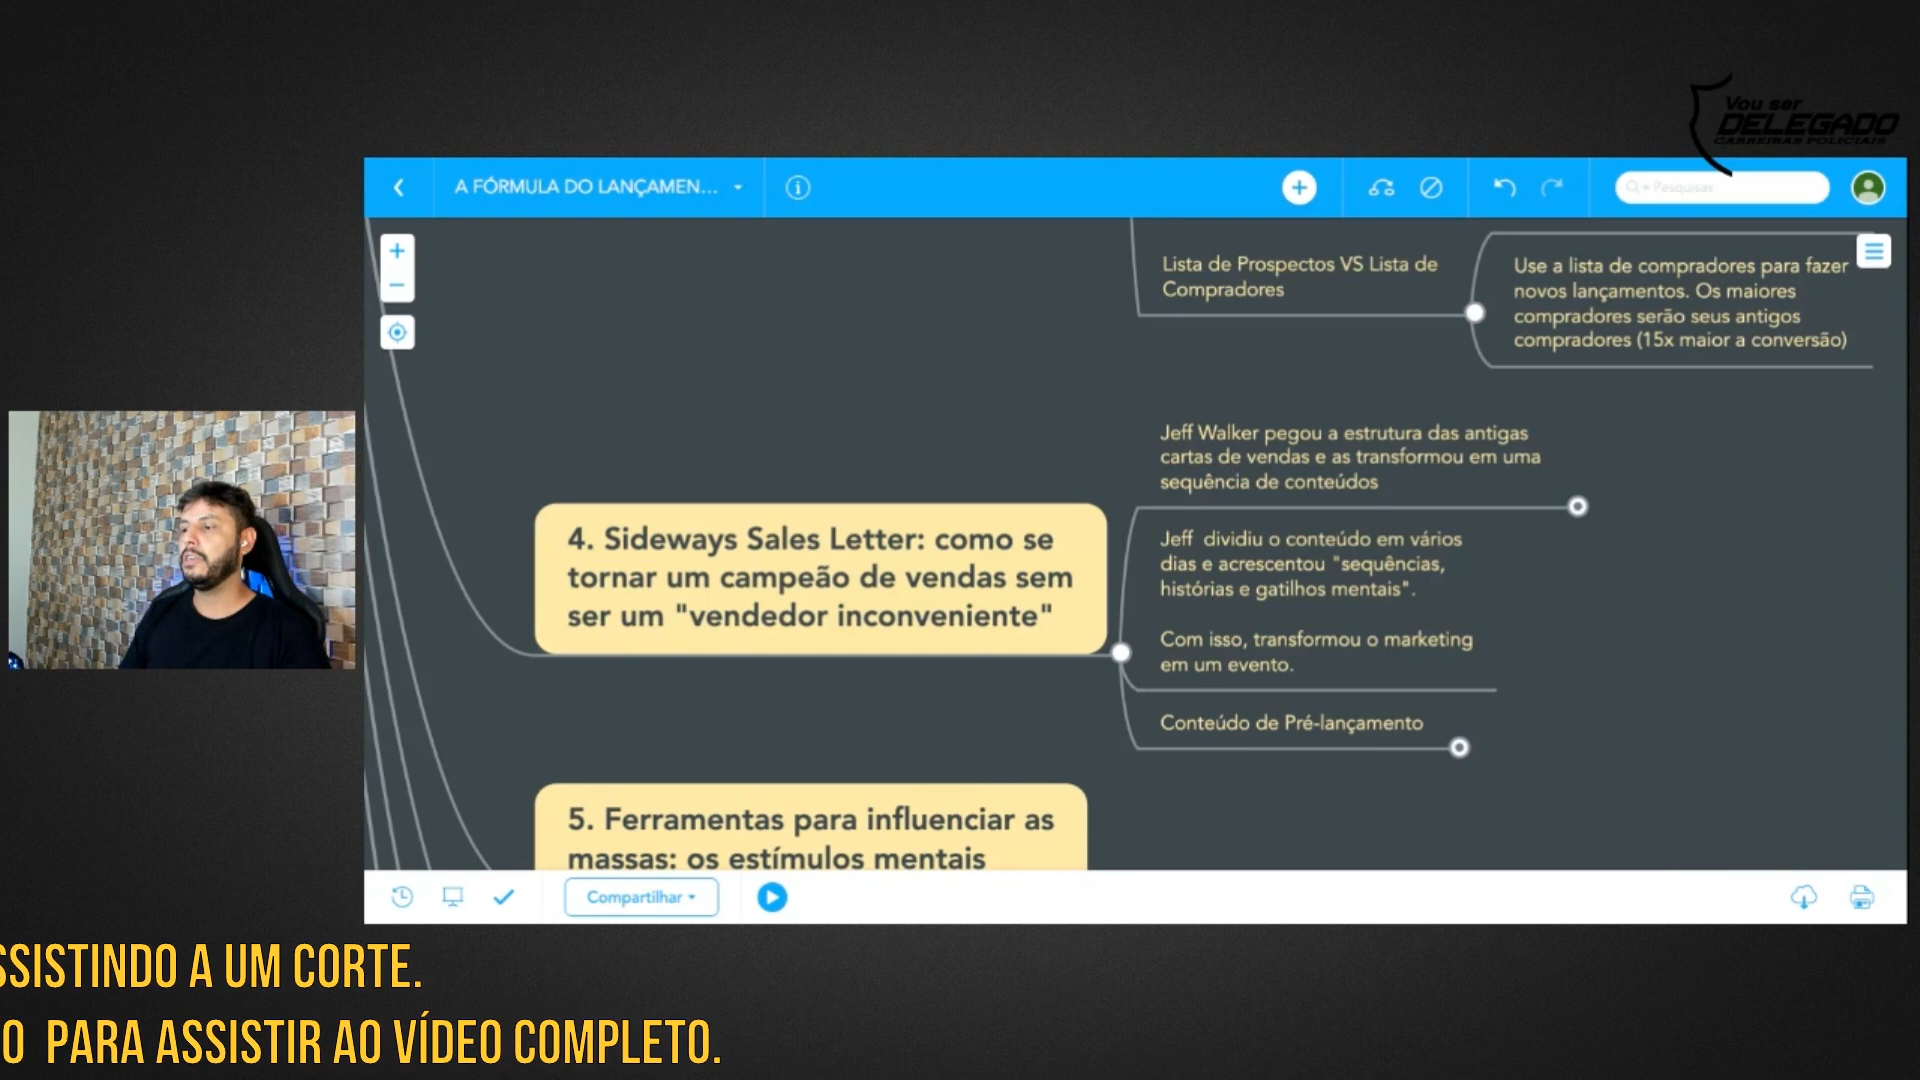 Vou ser
DELEGADO
CARREIRAS POLICIAIS
A FÓRMULA DO LANÇAMEN...
Pesquisas
Lista de Prospectos VS Lista de
Compradores
Use a lista de compradores para fazer
novos lançamentos. Os maiores
compradores serão seus antigos
compradores (15x maior a conversão)
Jeff Walker pegou a estrutura das antigas
cartas de vendas e as transformou em uma
sequência de conteúdos
4. Sideways Sales Letter: como se
tornar um campeão de vendas sem
ser um "vendedor inconveniente"
Jeff dividiu o conteúdo em vários
dias e acrescentou "sequências,
histórias e gatilhos mentais".
Com isso, transformou o marketing
em um evento.
Conteúdo de Pré-lançamento
5. Ferramentas para influenciar as
massas: os estímulos mentais
Compartilhar
SSISTINDO A UM CORTE.
O PARA ASSISTIR AO VÍDEO COMPLETO.